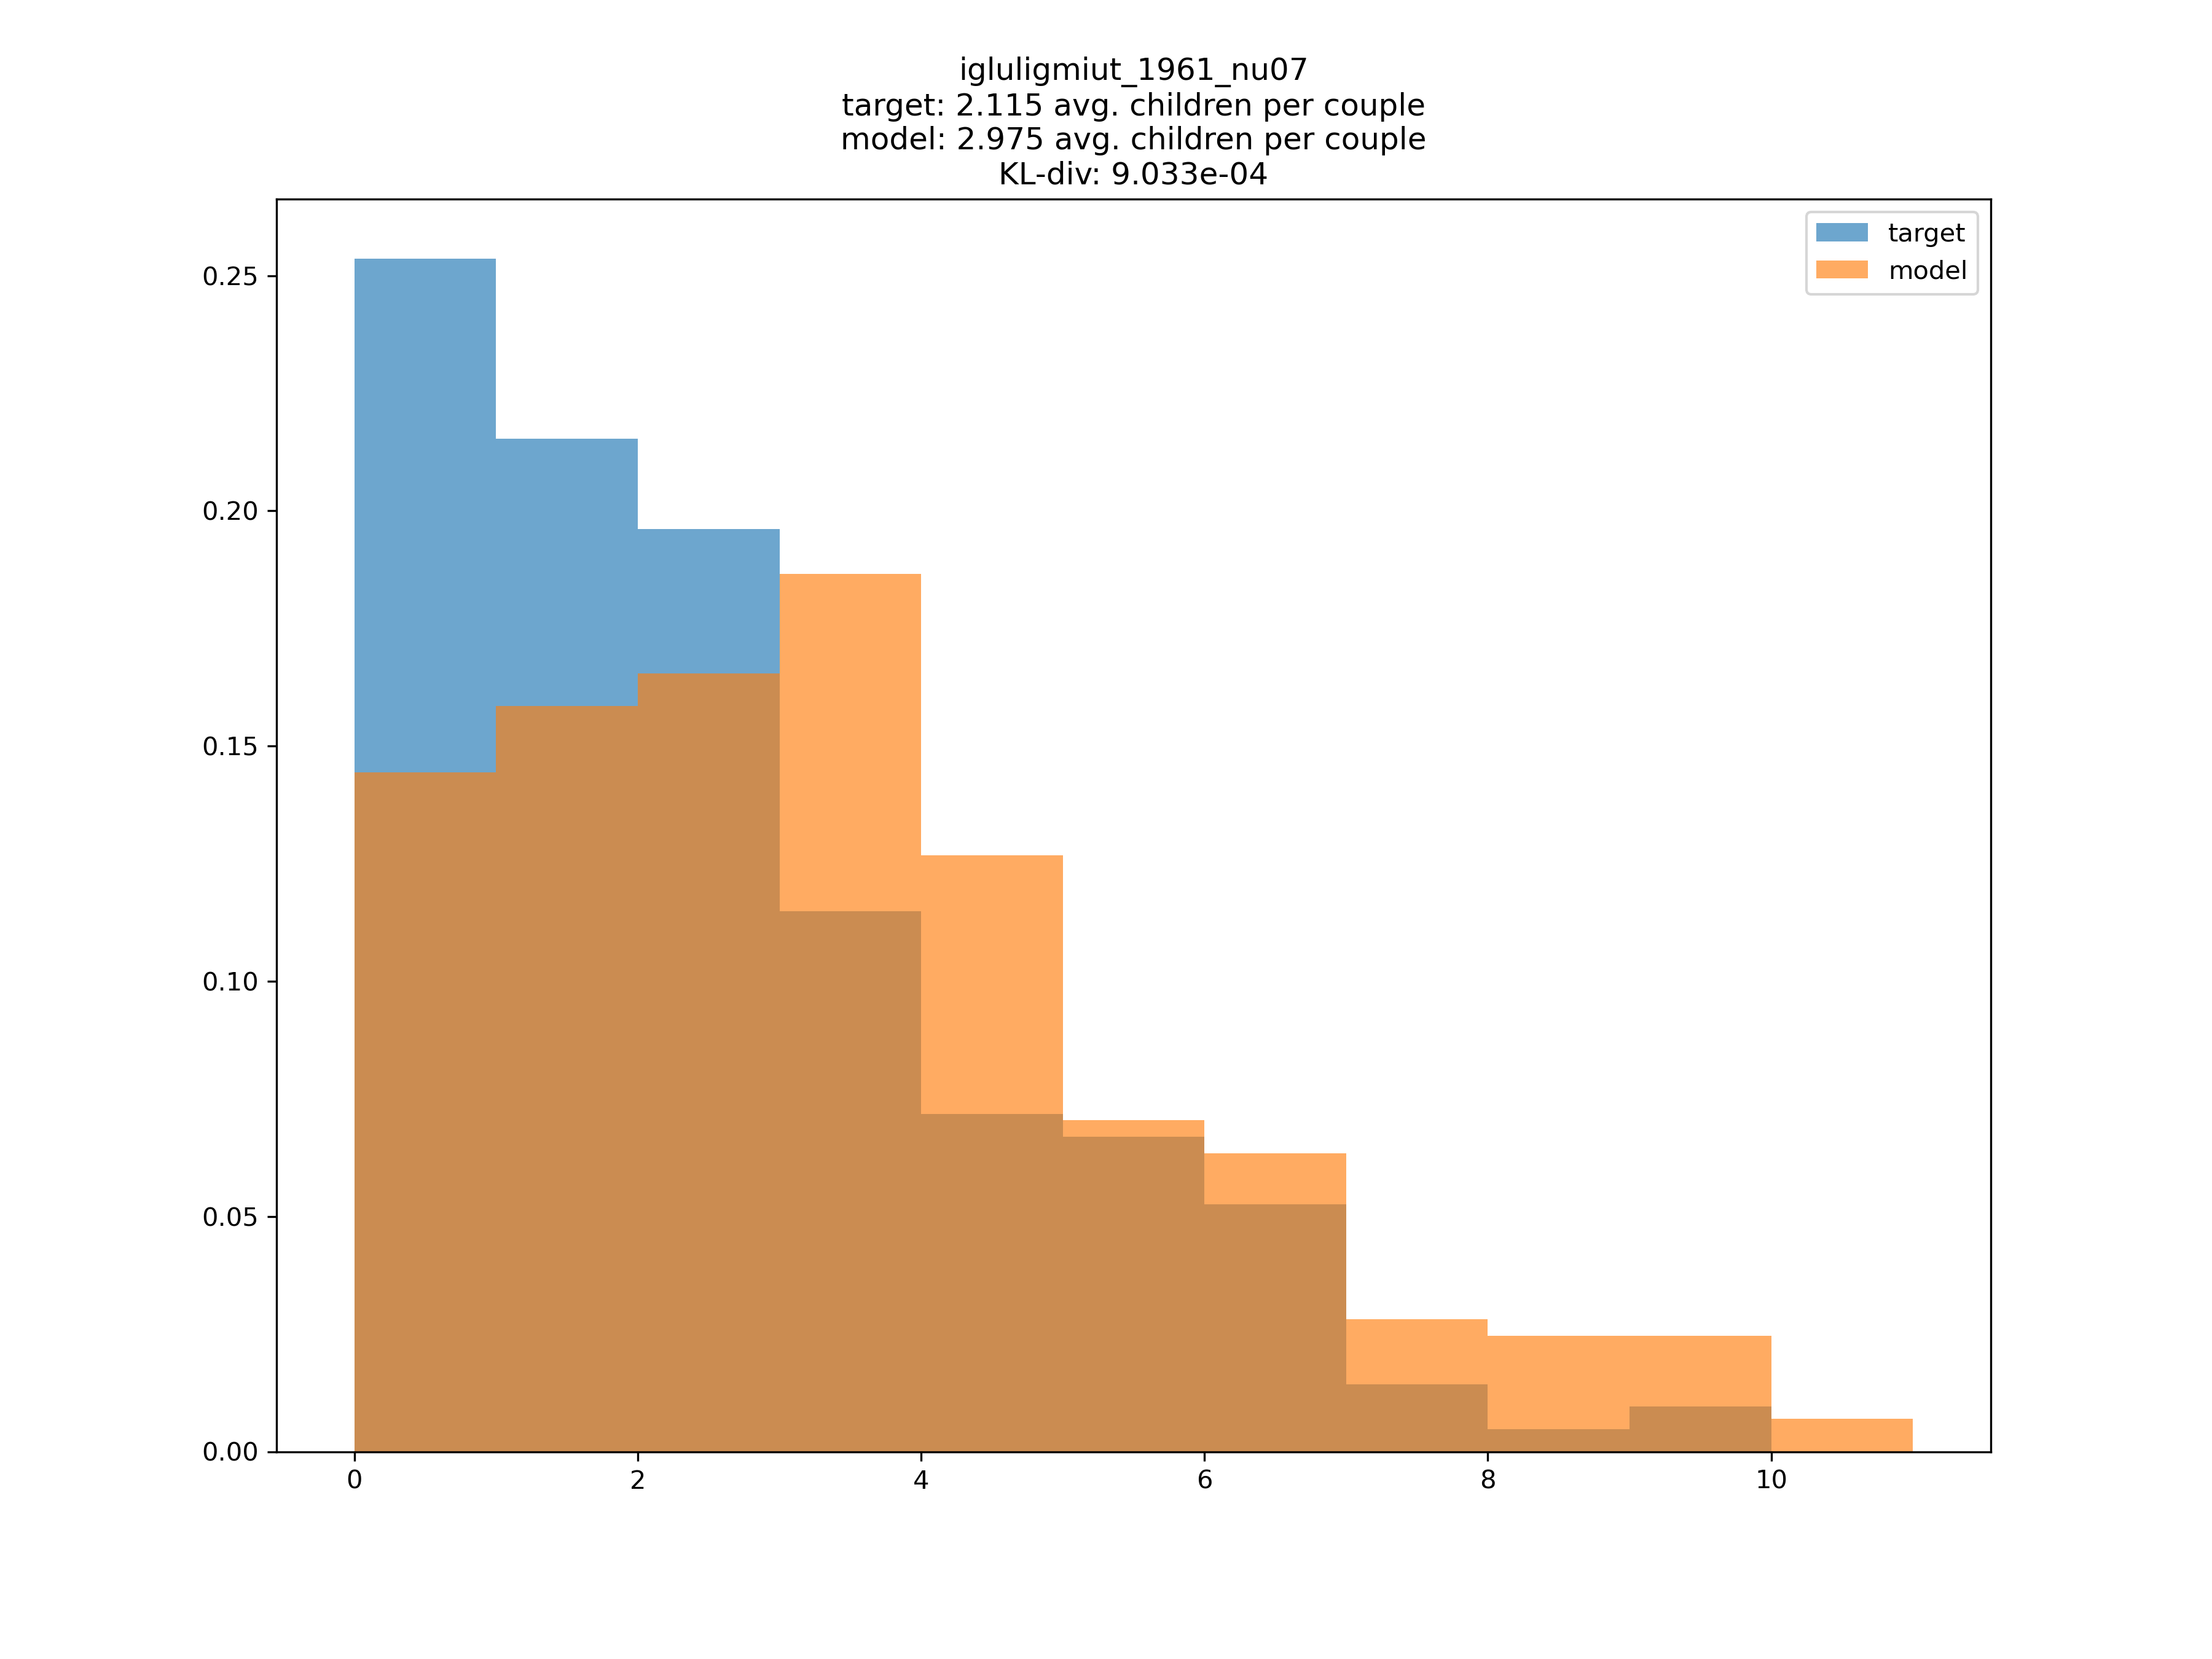 igluligmiut_1961_nu07
target: 2.115 avg. children per couple
model: 2.975 avg. children per couple
KL-div: 9.033e-04
target
model
0.25
0.20
0.15
0.10
0.05
0.00
0 2 4 6 8 10